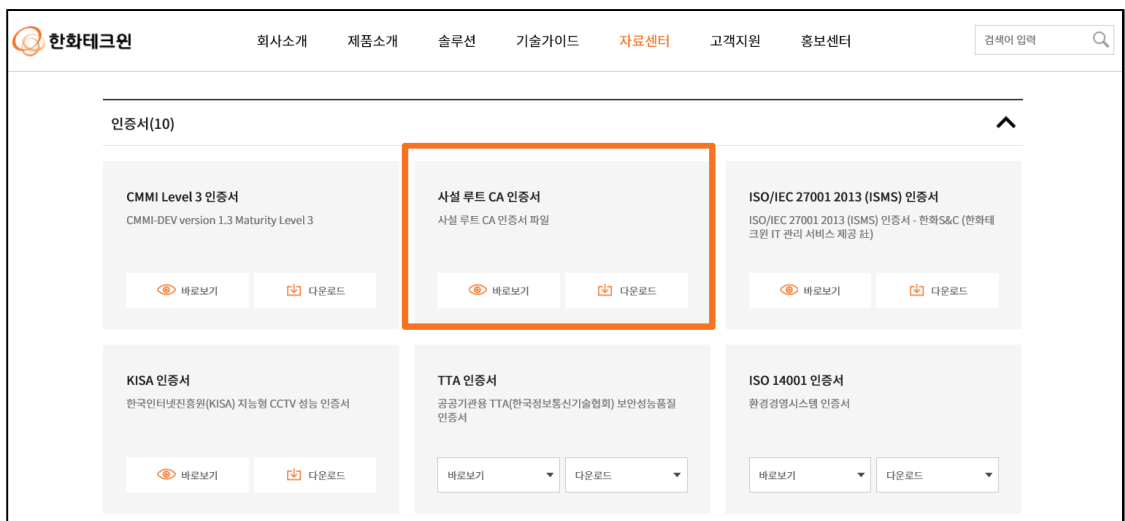 한화테크윈
회사소개 제품소개 솔루션 기술가이드 자료센터 고객지원 홍보센터
검색어 입력
인증서(10)
CMMI Level 3 인증서
CMMI-DEV version 1.3 Maturity Level 3
바로보기 다운로드
사설 루트 CA 인증서
사설 루트 CA 인증서 파일
바로보기 다운로드
ISO/IEC 27001 2013 (ISMS) 인증서
ISO/IEC 27001 2013 (ISMS) 인증서 - 한화S&C (한화테
크윈 IT 관리 서비스 제공 社)
바로보기 다운로드
KISA 인증서
한국인터넷진흥원(KISA) 지능형 CCTV 성능 인증서
바로보기 다운로드
TTA 인증서
공공기관용 TTA(한국정보통신기술협회) 보안성능품질
인증서
바로보기 다운로드
ISO 14001 인증서
환경경영시스템 인증서
바로보기 다운로드